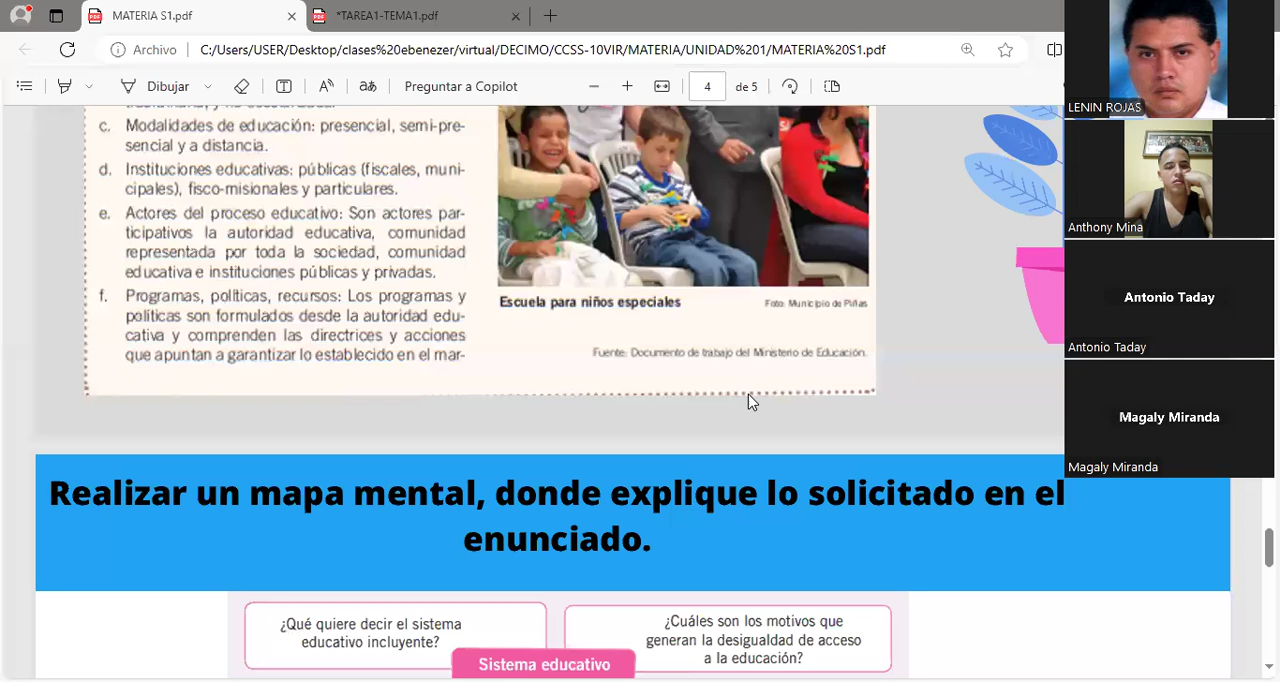 MATERIA S1.pdf
*TAREA1-TEMA1.pdf
Archivo
C:/Users/USER/Desktop/clases%20ebenezer/virtual/DECIMO/CCSS-10VIR/MATERIA/UNIDAD%201/MATERIA%20S1.pdf
Dibujar
Preguntar a Copilot
4
de 5
c. Modalidades de educación: presencial, semi-pre-
sencial y a distancia.
d. Instituciones educativas: públicas (fiscales, muni-
cipales), fisco-misionales y particulares.
e. Actores del proceso educativo: Son actores par-
ticipativos la autoridad educativa, comunidad
representada por toda la sociedad, comunidad
educativa e instituciones públicas y privadas.
f. Programas, políticas, recursos: Los programas y
políticas son formulados desde la autoridad edu-
cativa y comprenden las directrices y acciones
que apuntan a garantizar lo establecido en el mar-
Escuela para niños especiales
Foto: Municipio de Piñas
Fuente: Documento de trabajo del Ministerio de Educación.
Realizar un mapa mental, donde explique lo solicitado en el
enunciado.
¿Qué quiere decir el sistema
educativo incluyente?
¿Cuáles son los motivos que
generan la desigualdad de acceso
a la educación?
Sistema educativo
LENIN ROJAS
Anthony Mina
Antonio Taday
Antonio Taday
Magaly Miranda
Magaly Miranda